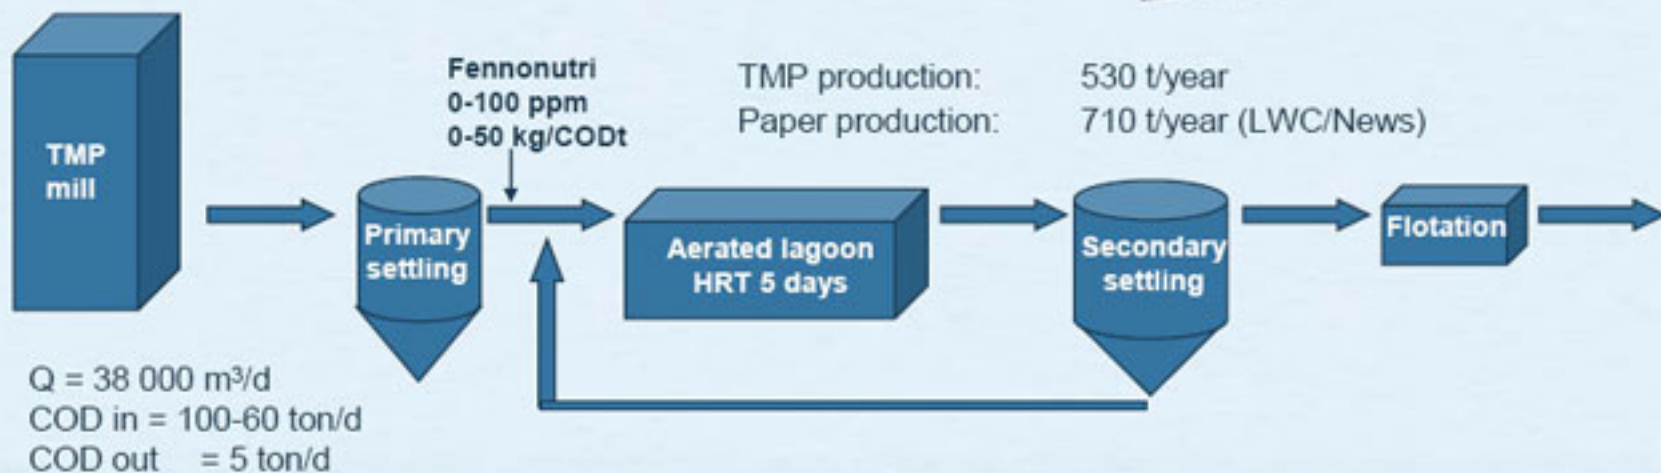 Fennonutri
0-100 ppm
0-50 kg/CODt
TMP production: 530 t/year
Paper production: 710 t/year (LWC/News)
TMP
mill
Primary
settling
Aerated lagoon
HRT 5 days
Secondary
settling
Flotation
Q = 38 000 m³/d
COD in = 100-60 ton/d
COD out = 5 ton/d